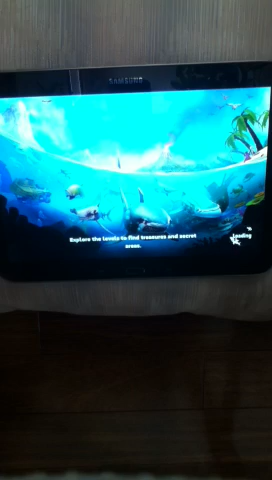 SAMSUNG
Explore the levels to find treasures and secret
areas.
Loading